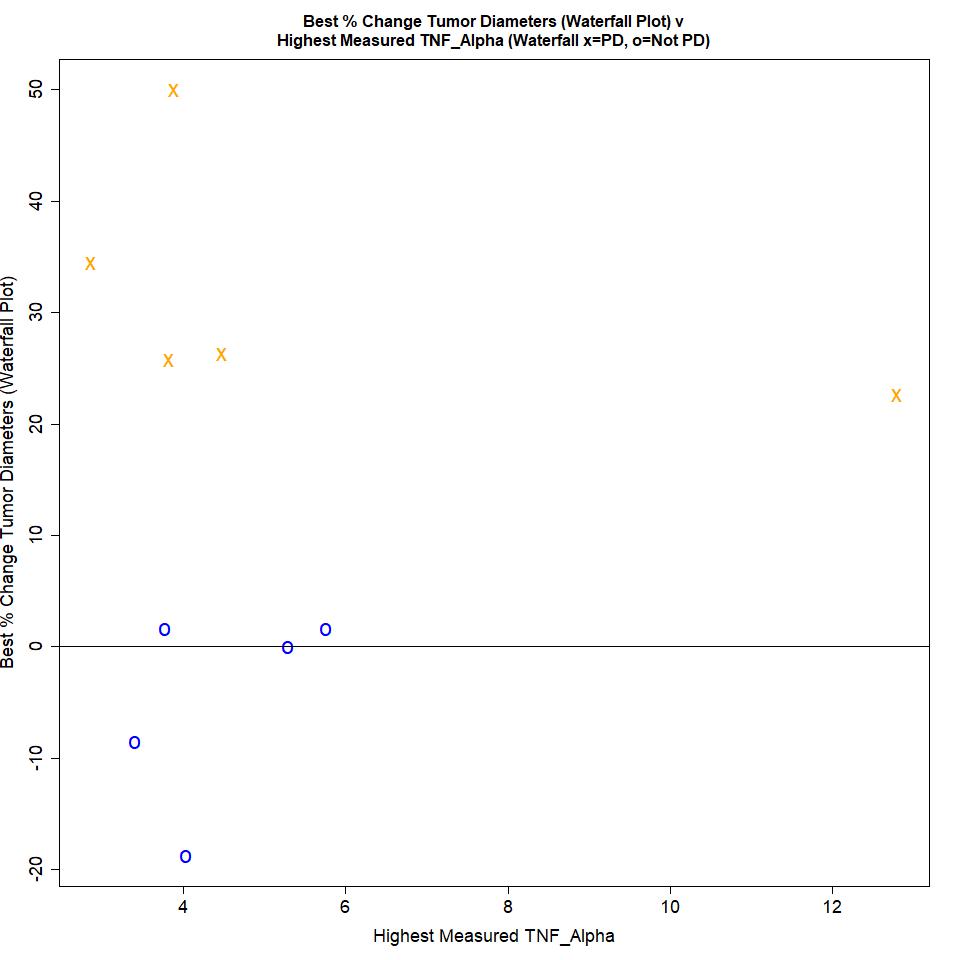 Best % Change Tumor Diameters (Waterfall Plot) v
Highest Measured TNF_Alpha (Waterfall x=PD, o=Not PD)
Best % Change Tumor Diameters (Waterfall Plot)
50
40
30
20
10
0
-10
-20
X
X
X
X
X
O
O
O
O
O
4
6
8
10
12
Highest Measured TNF_Alpha